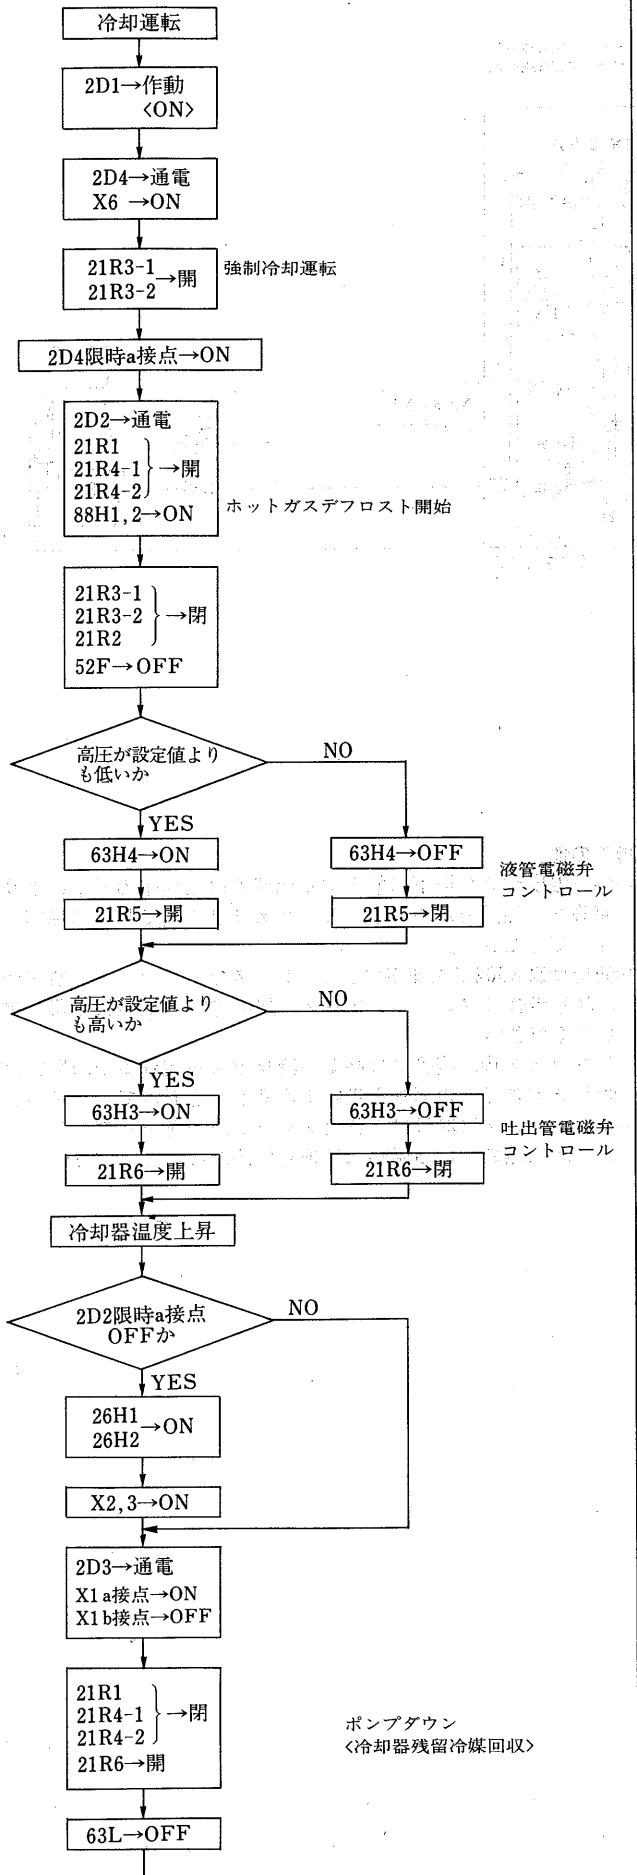 冷却運転
2D1→作動
〈ON〉
2D4→通電
X6 →ON
21R3-1
21R3-2
→開
強制冷却運転
2D4限時a接点→ON
2D2→通電
21R1
21R4-1
21R4-2
→開
88H1,2→ON
ホットガスデフロスト開始
21R3-1
21R3-2
21R2
→閉
52F→OFF
高圧が設定値より
も低いか
NO
YES
63H4→ON
63H4→OFF
液管電磁弁
コントロール
21R5→開
21R5→閉
高圧が設定値より
も高いか
NO
YES
63H3→ON
63H3→OFF
吐出管電磁弁
コントロール
21R6→開
21R6→閉
冷却器温度上昇
2D2限時a接点
OFFか
NO
YES
26H1
26H2
→ON
X2,3→ON
2D3→通電
X1a接点→ON
X1b接点→OFF
21R1
21R4-1
21R4-2
→閉
21R6→開
ポンプダウン
〈冷却器残留冷媒回収〉
63L→OFF